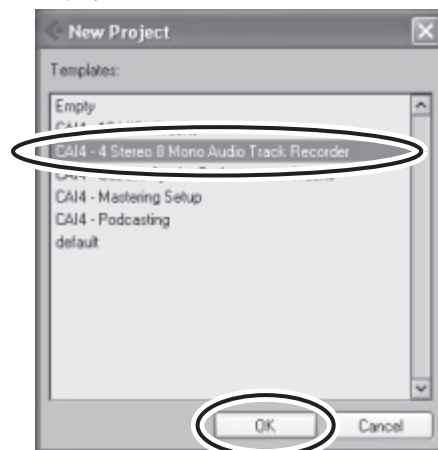 New Project
Templates:
Empty
CAI4 - 4 Stereo 8 Mono Audio Track Recorder
CAI4 - Mastering Setup
CAI4 - Podcasting
default
OK Cancel